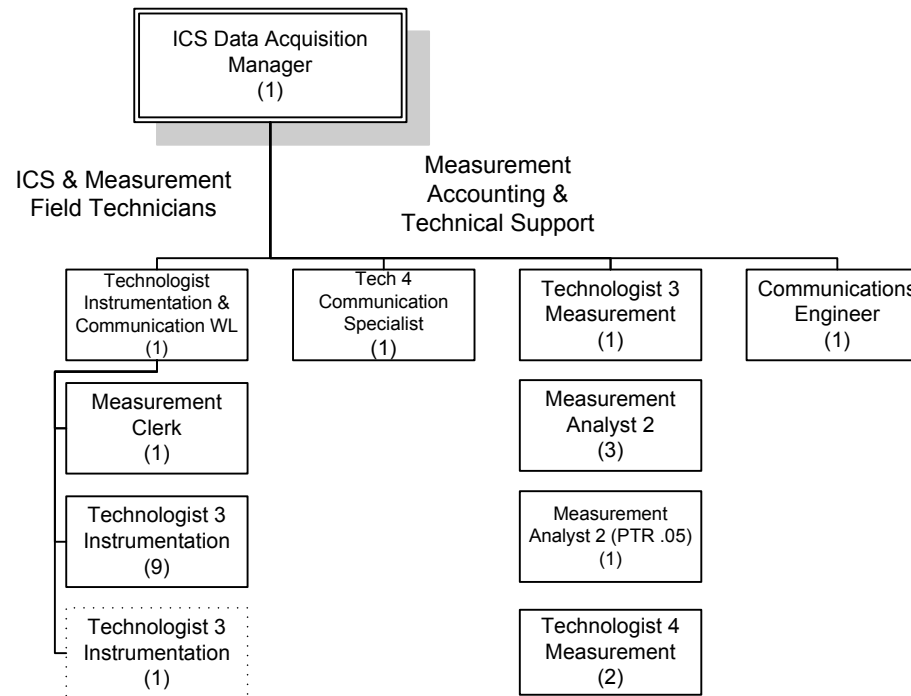 ICS Data Acquisition
Manager
(1)
ICS & Measurement
Field Technicians
Measurement
Accounting &
Technical Support
Technologist
Instrumentation &
Communication WL
(1)
Tech 4
Communication
Specialist
(1)
Technologist 3
Measurement
(1)
Communications
Engineer
(1)
Measurement
Clerk
(1)
Measurement
Analyst 2
(3)
Technologist 3
Instrumentation
(9)
Measurement
Analyst 2 (PTR .05)
(1)
Technologist 3
Instrumentation
(1)
Technologist 4
Measurement
(2)